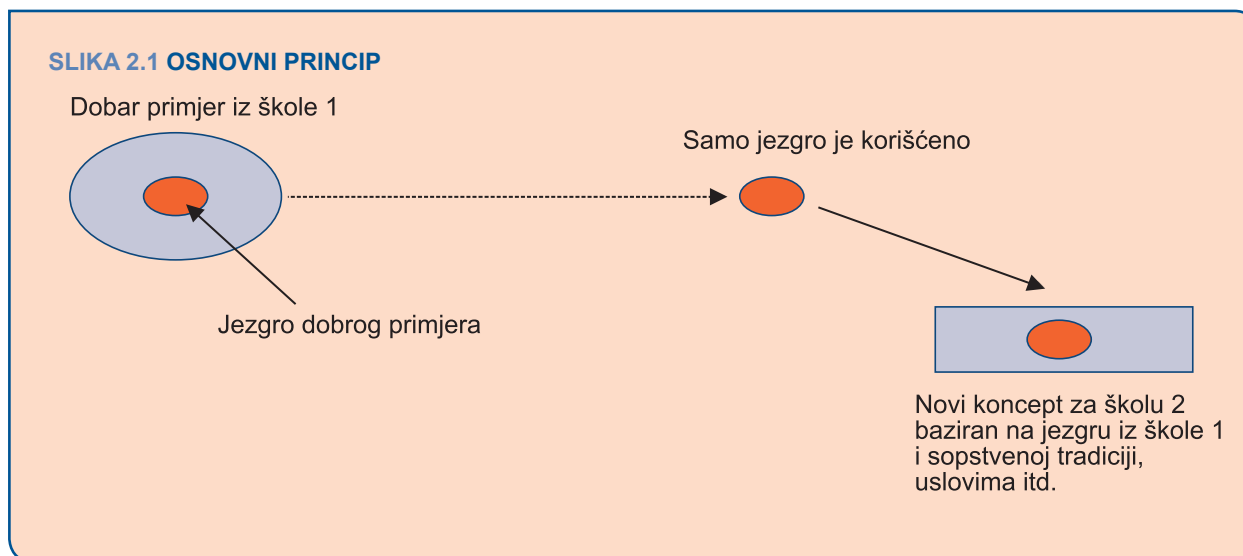 SLIKA 2.1 OSNOVNI PRINCIP
Dobar primjer iz škole 1
Samo jezgro je korišćeno
Jezgro dobrog primjera
Novi koncept za školu 2
baziran na jezgru iz škole 1
i sopstvenoj tradiciji,
uslovima itd.